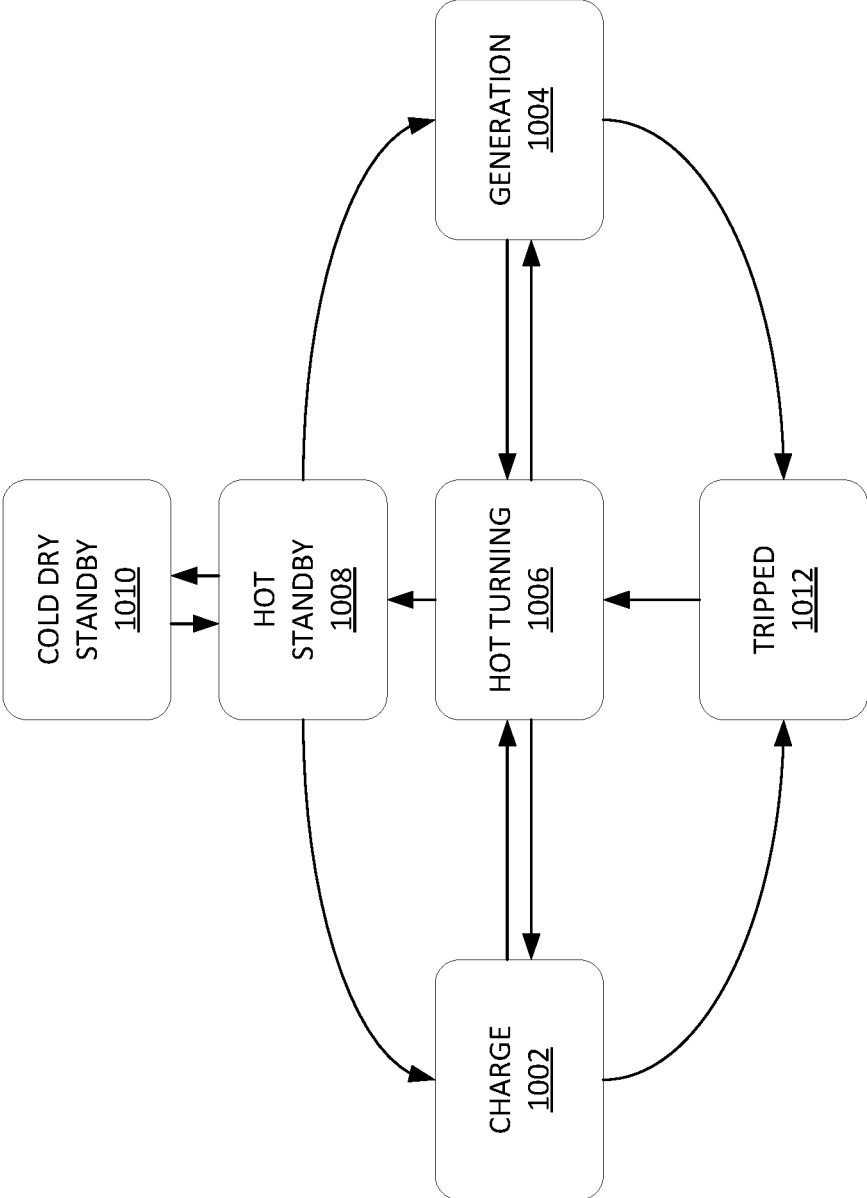 COLD DRY
STANDBY
1010
HOT
STANDBY
1008
CHARGE
1002
HOT TURNING
1006
GENERATION
1004
TRIPPED
1012